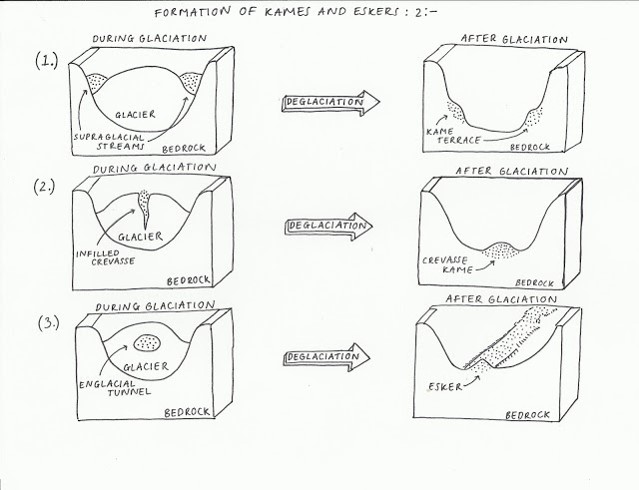 FORMATION OF KAMES AND ESKERS : 2:-
DURING GLACIATION
AFTER GLACIATION
(1.)
GLACIER
SUPRAGLACIAL
STREAMS
BEDROCK
DEGLACIATION
KAME
TERRACE
BEDROCK
DURING GLACIATION
AFTER GLACIATION
(2.)
GLACIER
INFILLED
CREVASSE
BEDROCK
DEGLACIATION
CREVASSE
KAME
BEDROCK
DURING GLACIATION
AFTER GLACIATION
(3.)
GLACIER
ENGLACIAL
TUNNEL
BEDROCK
DEGLACIATION
ESKER
BEDROCK